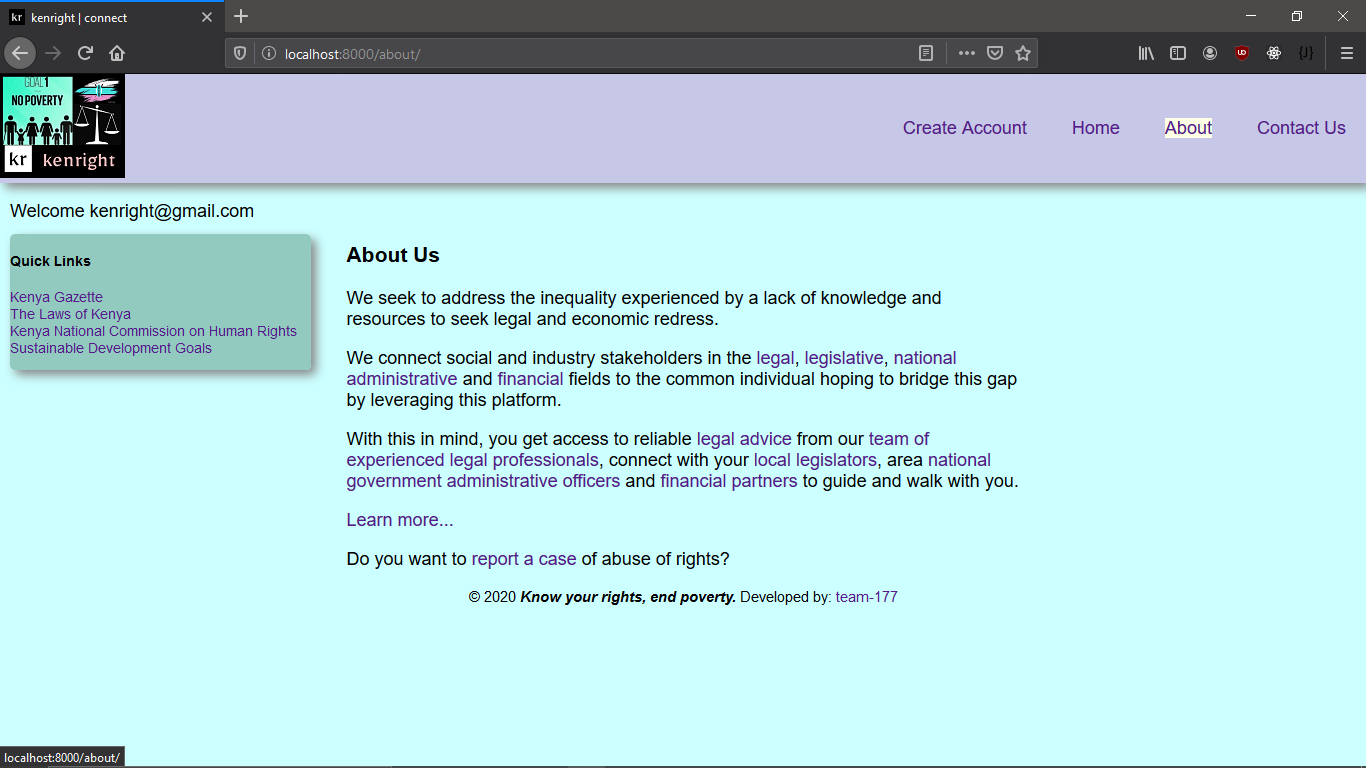 kr kenright | connect
localhost:8000/about/
UD
{J}
GOAL 1
NO POVERTY
kr kenright
Create Account Home About Contact Us
Welcome kenright@gmail.com
Quick Links
Kenya Gazette
The Laws of Kenya
Kenya National Commission on Human Rights
Sustainable Development Goals
About Us
We seek to address the inequality experienced by a lack of knowledge and
resources to seek legal and economic redress.
We connect social and industry stakeholders in the legal, legislative, national
administrative and financial fields to the common individual hoping to bridge this gap
by leveraging this platform.
With this in mind, you get access to reliable legal advice from our team of
experienced legal professionals, connect with your local legislators, area national
government administrative officers and financial partners to guide and walk with you.
Learn more...
Do you want to report a case of abuse of rights?
© 2020 Know your rights, end poverty. Developed by: team-177
localhost:8000/about/